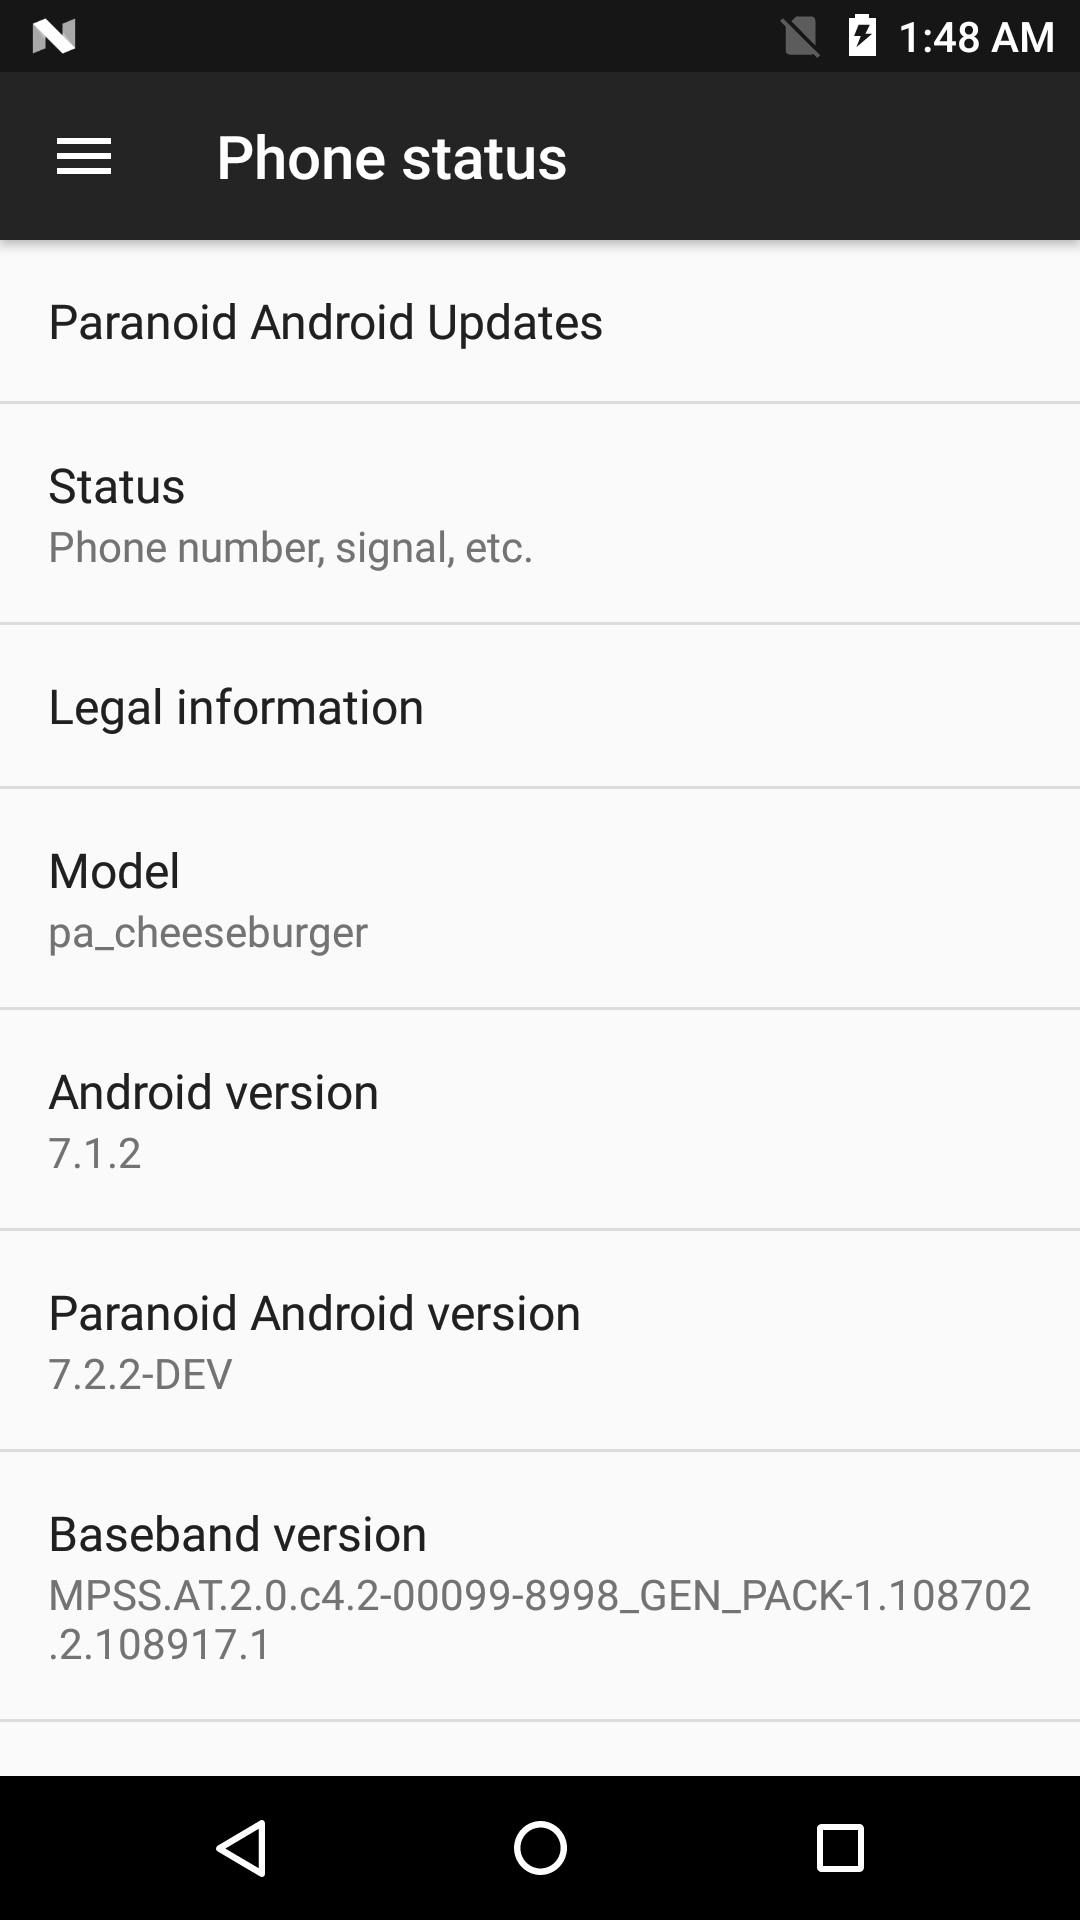 1:48 AM
Phone status
Paranoid Android Updates
Status
Phone number, signal, etc.
Legal information
Model
pa_cheeseburger
Android version
7.1.2
Paranoid Android version
7.2.2-DEV
Baseband version
MPSS.AT.2.0.c4.2-00099-8998_GEN_PACK-1.108702
.2.108917.1